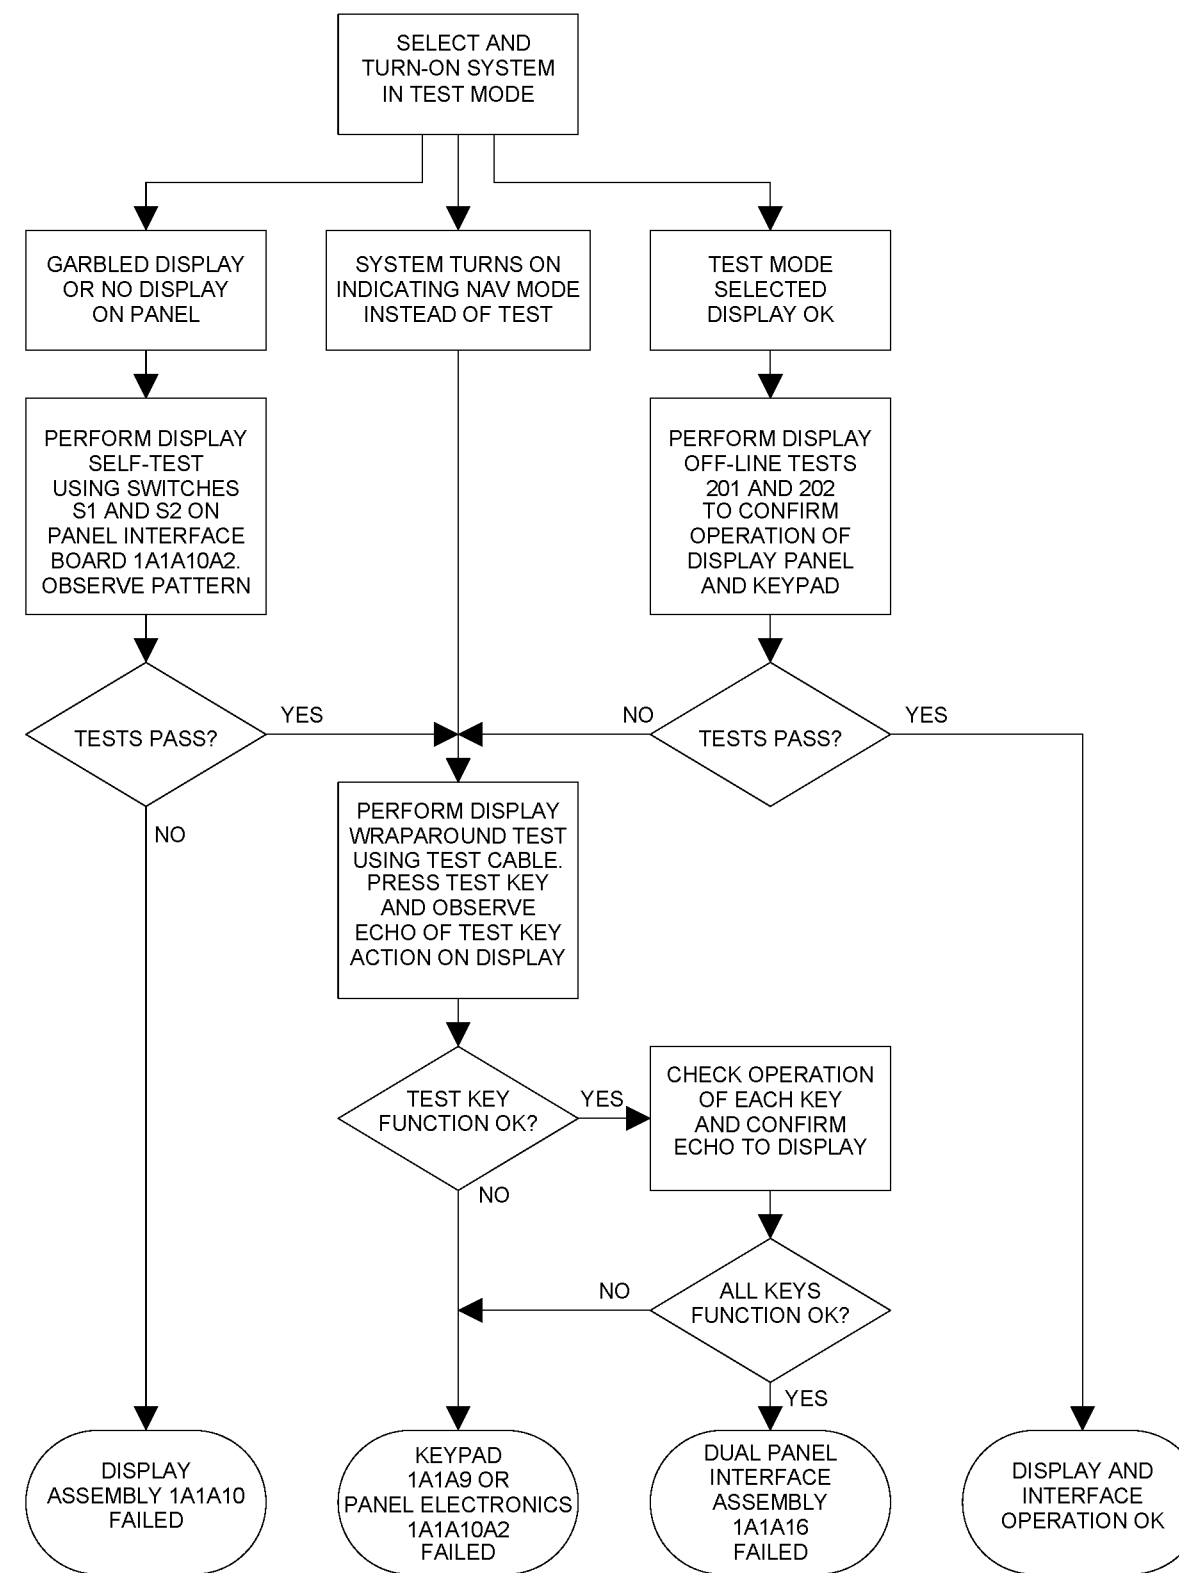 SELECT AND
TURN-ON SYSTEM
IN TEST MODE
GARBLED DISPLAY
OR NO DISPLAY
ON PANEL
SYSTEM TURNS ON
INDICATING NAV MODE
INSTEAD OF TEST
TEST MODE
SELECTED
DISPLAY OK
PERFORM DISPLAY
SELF-TEST
USING SWITCHES
S1 AND S2 ON
PANEL INTERFACE
BOARD 1A1A10A2.
OBSERVE PATTERN
PERFORM DISPLAY
OFF-LINE TESTS
201 AND 202
TO CONFIRM
OPERATION OF
DISPLAY PANEL
AND KEYPAD
TESTS PASS?
YES
NO
NO
TESTS PASS?
YES
PERFORM DISPLAY
WRAPAROUND TEST
USING TEST CABLE.
PRESS TEST KEY
AND OBSERVE
ECHO OF TEST KEY
ACTION ON DISPLAY
TEST KEY
FUNCTION OK?
YES
NO
CHECK OPERATION
OF EACH KEY
AND CONFIRM
ECHO TO DISPLAY
NO
ALL KEYS
FUNCTION OK?
YES
DISPLAY
ASSEMBLY 1A1A10
FAILED
KEYPAD
1A1A9 OR
PANEL ELECTRONICS
1A1A10A2
FAILED
DUAL PANEL
INTERFACE
ASSEMBLY
1A1A16
FAILED
DISPLAY AND
INTERFACE
OPERATION OK